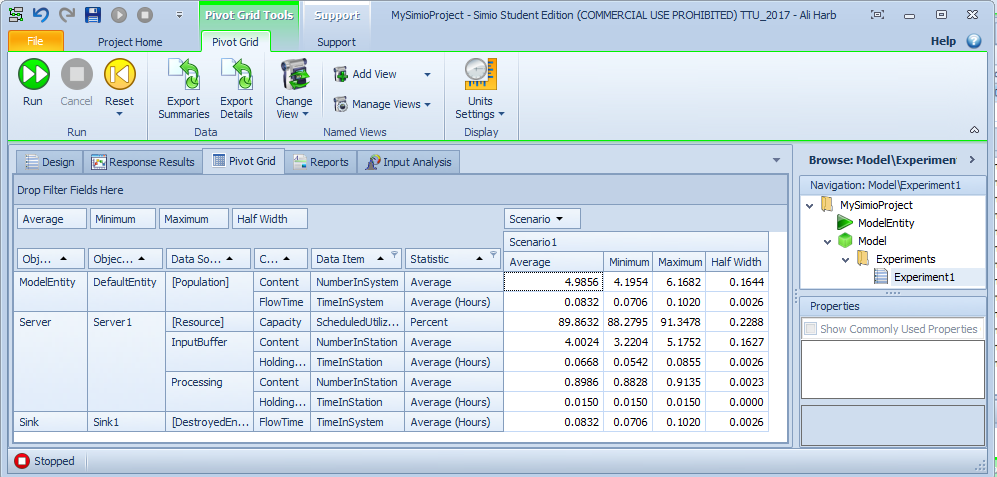 Pivot Grid Tools Support MySimioProject - Simio Student Edition (COMMERCIAL USE PROHIBITED) TTU_2017 - Ali Harb
File Project Home Pivot Grid Support Help
Run Cancel Reset
Export Summaries
Export Details
Change View
Add View
Manage Views
Units Settings
Run Data Named Views Display
Design Response Results Pivot Grid Reports Input Analysis
Drop Filter Fields Here
Average Minimum Maximum Half Width Scenario
Scenario1
Obj... Objec... Data So... C... Data Item Statistic Average Minimum Maximum Half Width
ModelEntity DefaultEntity [Population] Content NumberInSystem Average 4.9856 4.1954 6.1682 0.1644
FlowTime TimeInSystem Average (Hours) 0.0832 0.0706 0.1020 0.0026
Server Server1 [Resource] Capacity ScheduledUtiliz... Percent 89.8632 88.2795 91.3478 0.2288
InputBuffer Content NumberInStation Average 4.0024 3.2204 5.1752 0.1627
Holding... TimeInStation Average (Hours) 0.0668 0.0542 0.0855 0.0026
Processing Content NumberInStation Average 0.8986 0.8828 0.9135 0.0023
Holding... TimeInStation Average (Hours) 0.0150 0.0150 0.0150 0.0000
Sink Sink1 [DestroyedEn... FlowTime TimeInSystem Average (Hours) 0.0832 0.0706 0.1020 0.0026
Browse: Model\Experiment
Navigation: Model\Experiment1
MySimioProject
ModelEntity
Model
Experiments
Experiment1
Properties
Show Commonly Used Properties
Stopped